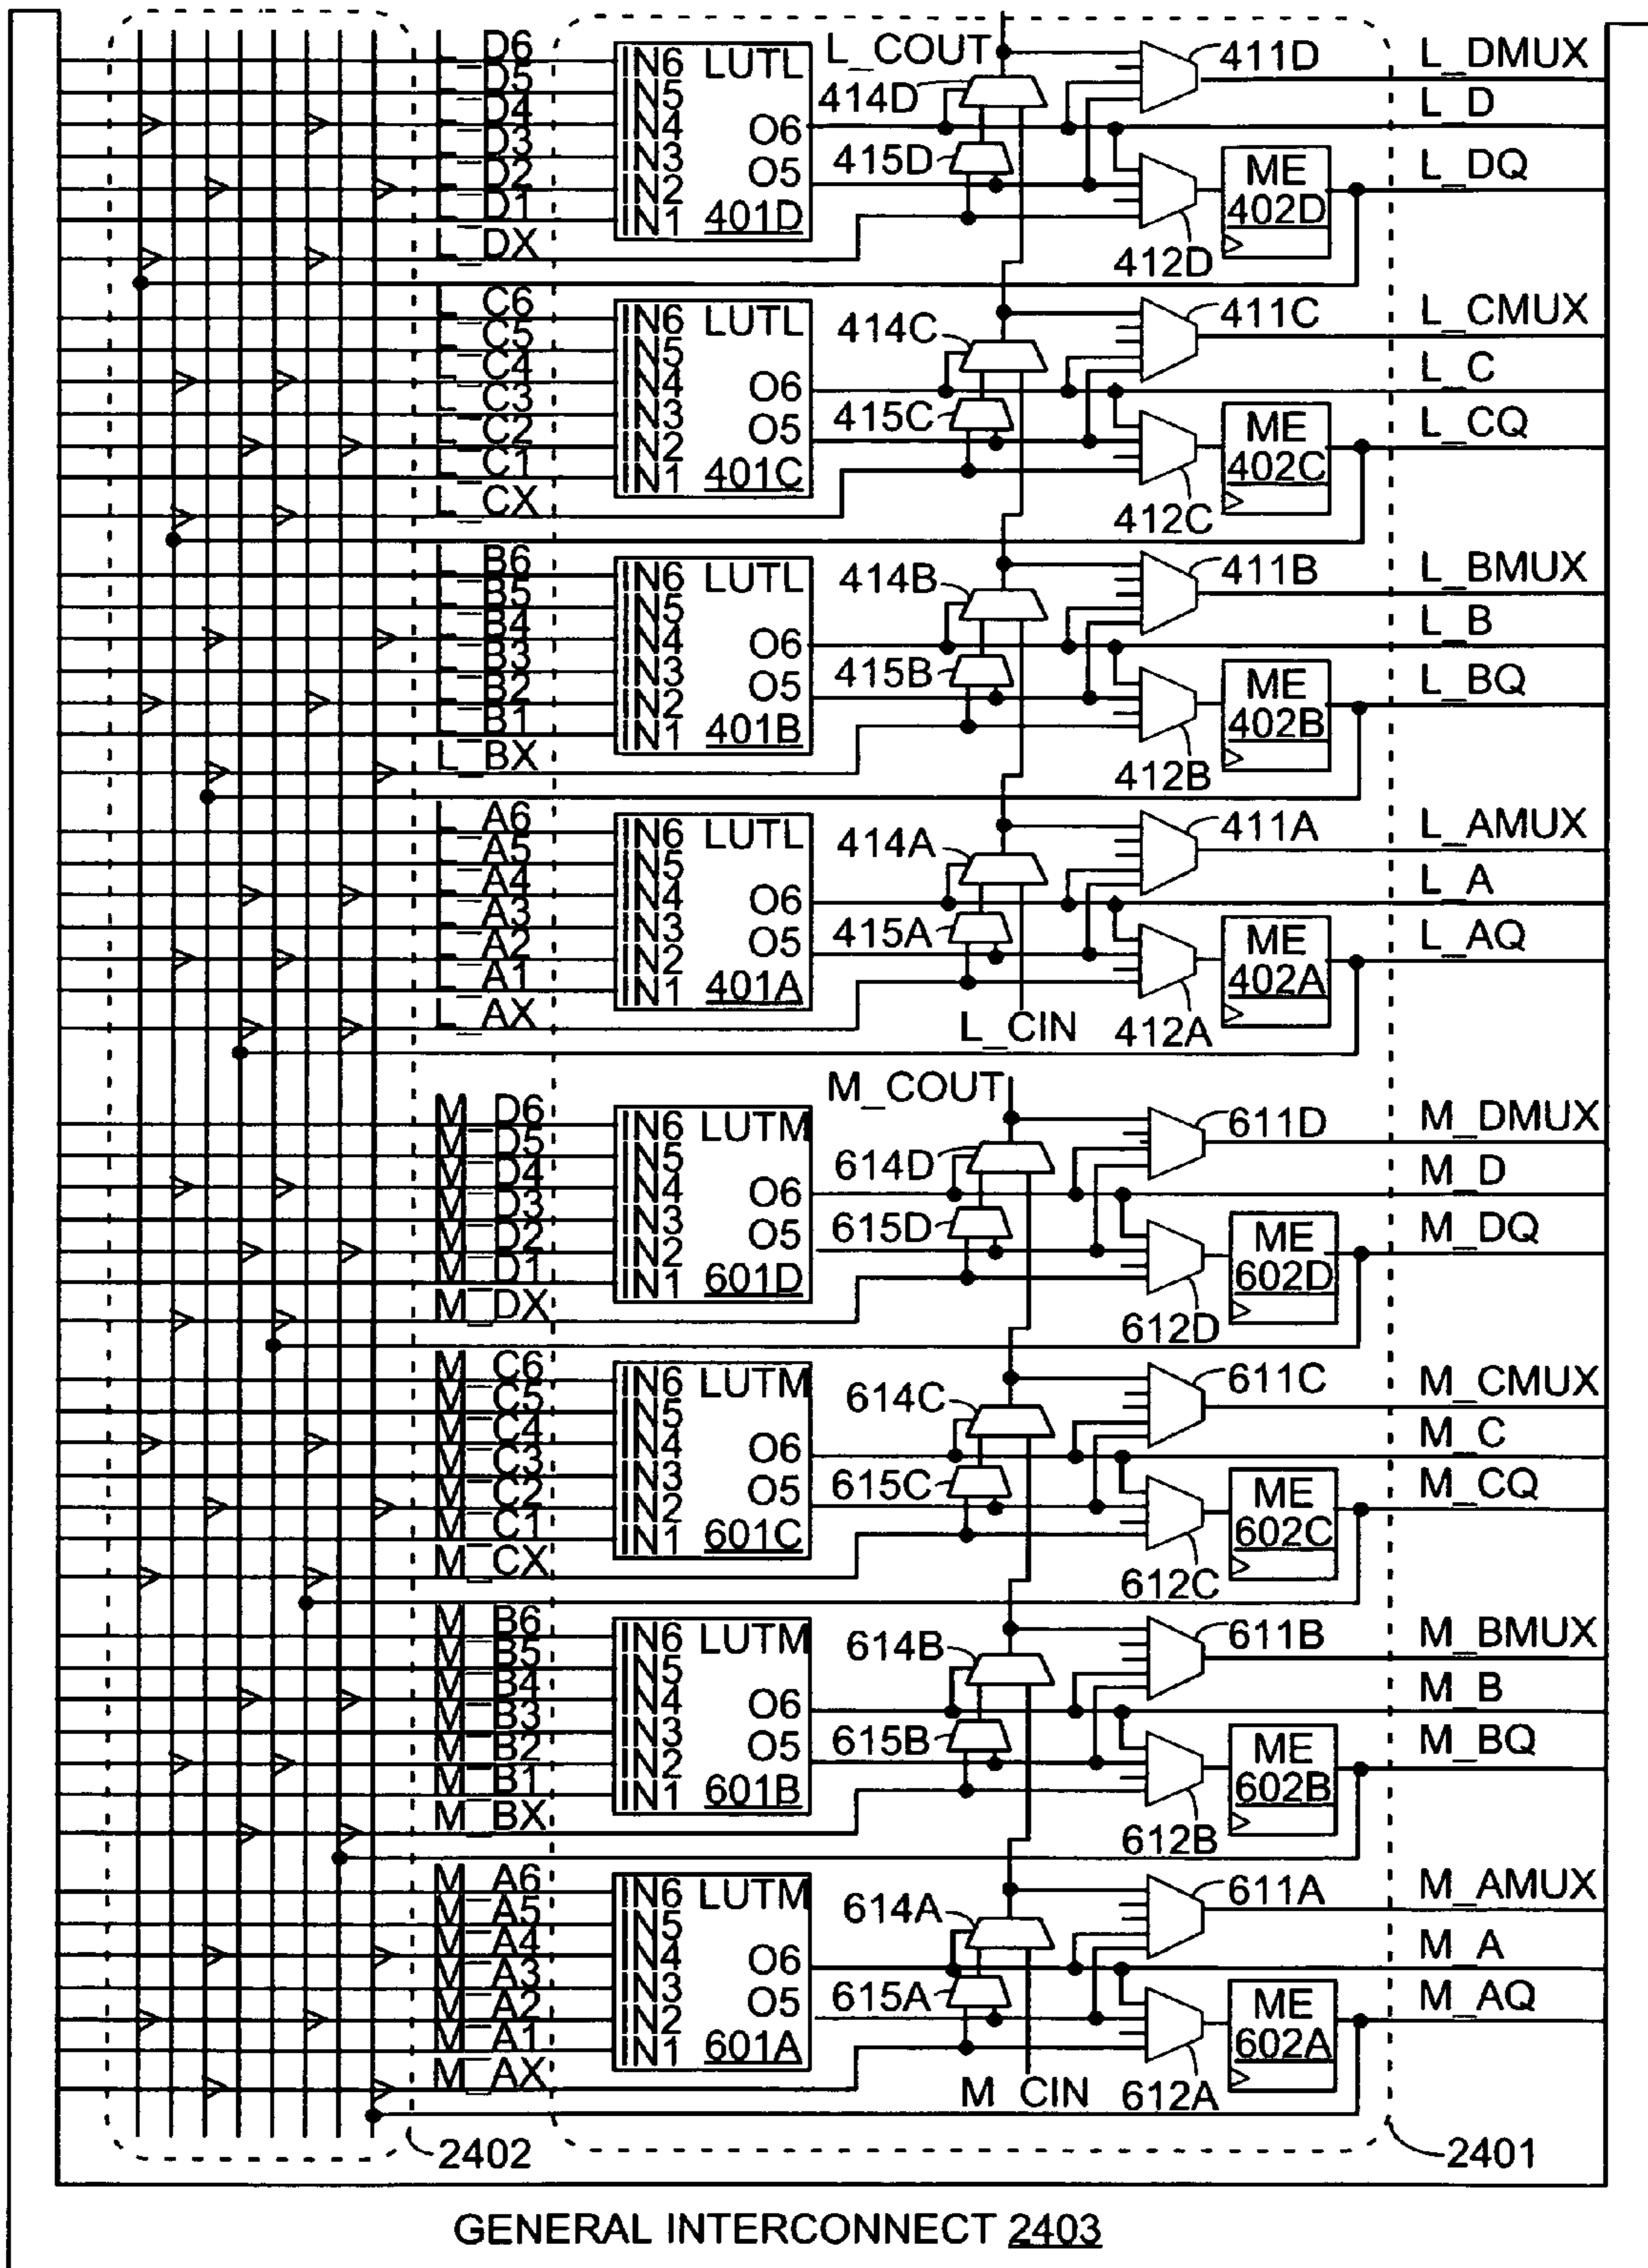 L_D6
L_D5
L_D4
L_D3
L_D2
L_D1
L_DX
IN6 LUTL
IN5
IN4
IN3
IN2
IN1
O6
O5
401D
L_COUT
414D
415D
411D
412D
ME
402D
L_DMUX
L_D
L_DQ
L_C6
L_C5
L_C4
L_C3
L_C2
L_C1
L_CX
IN6 LUTL
IN5
IN4
IN3
IN2
IN1
O6
O5
401C
414C
415C
411C
412C
ME
402C
L_CMUX
L_C
L_CQ
L_B6
L_B5
L_B4
L_B3
L_B2
L_B1
L_BX
IN6 LUTL
IN5
IN4
IN3
IN2
IN1
O6
O5
401B
414B
415B
411B
412B
ME
402B
L_BMUX
L_B
L_BQ
L_A6
L_A5
L_A4
L_A3
L_A2
L_A1
L_AX
IN6 LUTL
IN5
IN4
IN3
IN2
IN1
O6
O5
401A
414A
415A
L_CIN
411A
412A
ME
402A
L_AMUX
L_A
L_AQ
M_D6
M_D5
M_D4
M_D3
M_D2
M_D1
M_DX
IN6 LUTM
IN5
IN4
IN3
IN2
IN1
O6
O5
601D
M_COUT
614D
615D
611D
612D
ME
602D
M_DMUX
M_D
M_DQ
M_C6
M_C5
M_C4
M_C3
M_C2
M_C1
M_CX
IN6 LUTM
IN5
IN4
IN3
IN2
IN1
O6
O5
601C
614C
615C
611C
612C
ME
602C
M_CMUX
M_C
M_CQ
M_B6
M_B5
M_B4
M_B3
M_B2
M_B1
M_BX
IN6 LUTM
IN5
IN4
IN3
IN2
IN1
O6
O5
601B
614B
615B
611B
612B
ME
602B
M_BMUX
M_B
M_BQ
M_A6
M_A5
M_A4
M_A3
M_A2
M_A1
M_AX
IN6 LUTM
IN5
IN4
IN3
IN2
IN1
O6
O5
601A
614A
615A
M_CIN
611A
612A
ME
602A
M_AMUX
M_A
M_AQ
2402
2401
GENERAL INTERCONNECT 2403